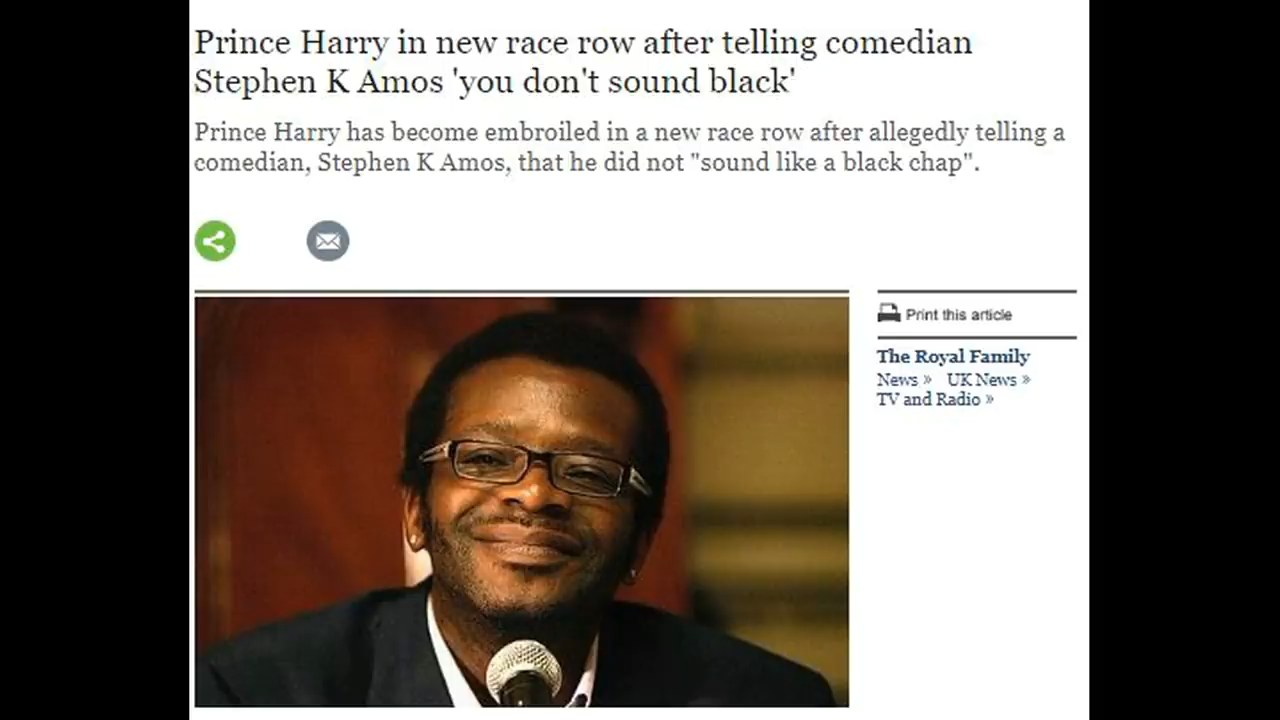 Prince Harry in new race row after telling comedian
Stephen K Amos 'you don't sound black'
Prince Harry has become embroiled in a new race row after allegedly telling a
comedian, Stephen K Amos, that he did not "sound like a black chap".
Print this article
The Royal Family
News » UK News »
TV and Radio »